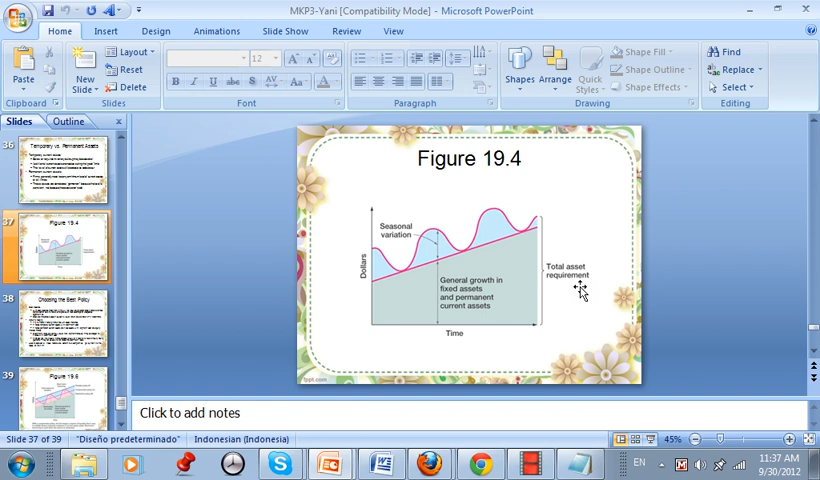 MKP3-Yani [Compatibility Mode] - Microsoft PowerPoint
Home Insert Design Animations Slide Show Review View
Paste
New Slide
Layout
Reset
Delete
12
Shapes
Arrange
Quick Styles
Shape Fill
Shape Outline
Shape Effects
Find
Replace
Select
Clipboard Slides Font Paragraph Drawing Editing
Slides Outline
36
Temporary vs. Permanent Assets
37
Figure 19.4
38
Choosing the Best Policy
39
Figure 19.6
Figure 19.4
Seasonal
variation
Dollars
General growth in
fixed assets
and permanent
current assets
Total asset
requirement
Time
Click to add notes
Slide 37 of 39 "Diseño predeterminado" Indonesian (Indonesia) 45%
EN
11:37 AM
9/30/2012